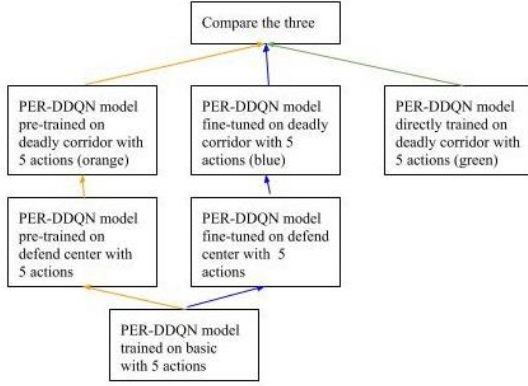 Compare the three
PER-DDQN model
pre-trained on
deadly corridor with
5 actions (orange)
PER-DDQN model
fine-tuned on deadly
corridor with 5
actions (blue)
PER-DDQN model
directly trained on
deadly corridor with
5 actions (green)
PER-DDQN model
pre-trained on
defend center with
5 actions
PER-DDQN model
fine-tuned on defend
center with 5
actions
PER-DDQN model
trained on basic
with 5 actions